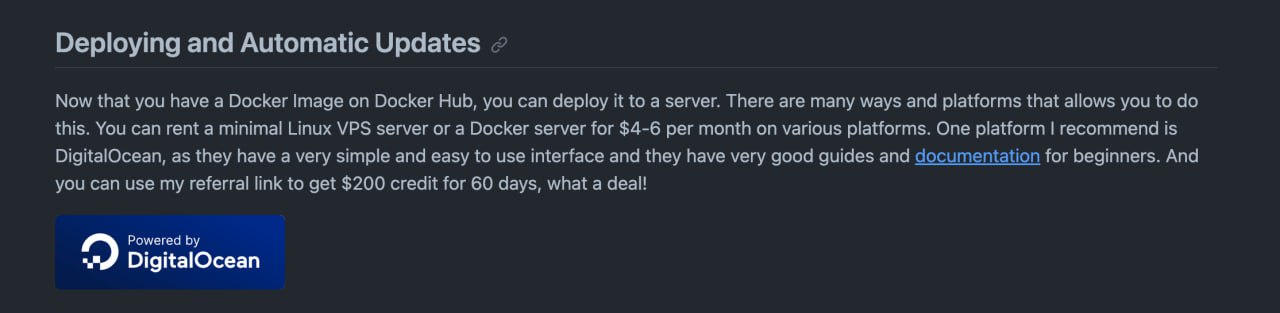 Deploying and Automatic Updates
Now that you have a Docker Image on Docker Hub, you can deploy it to a server. There are many ways and platforms that allows you to do
this. You can rent a minimal Linux VPS server or a Docker server for $4-6 per month on various platforms. One platform I recommend is
DigitalOcean, as they have a very simple and easy to use interface and they have very good guides and documentation for beginners. And
you can use my referral link to get $200 credit for 60 days, what a deal!
Powered by
DigitalOcean